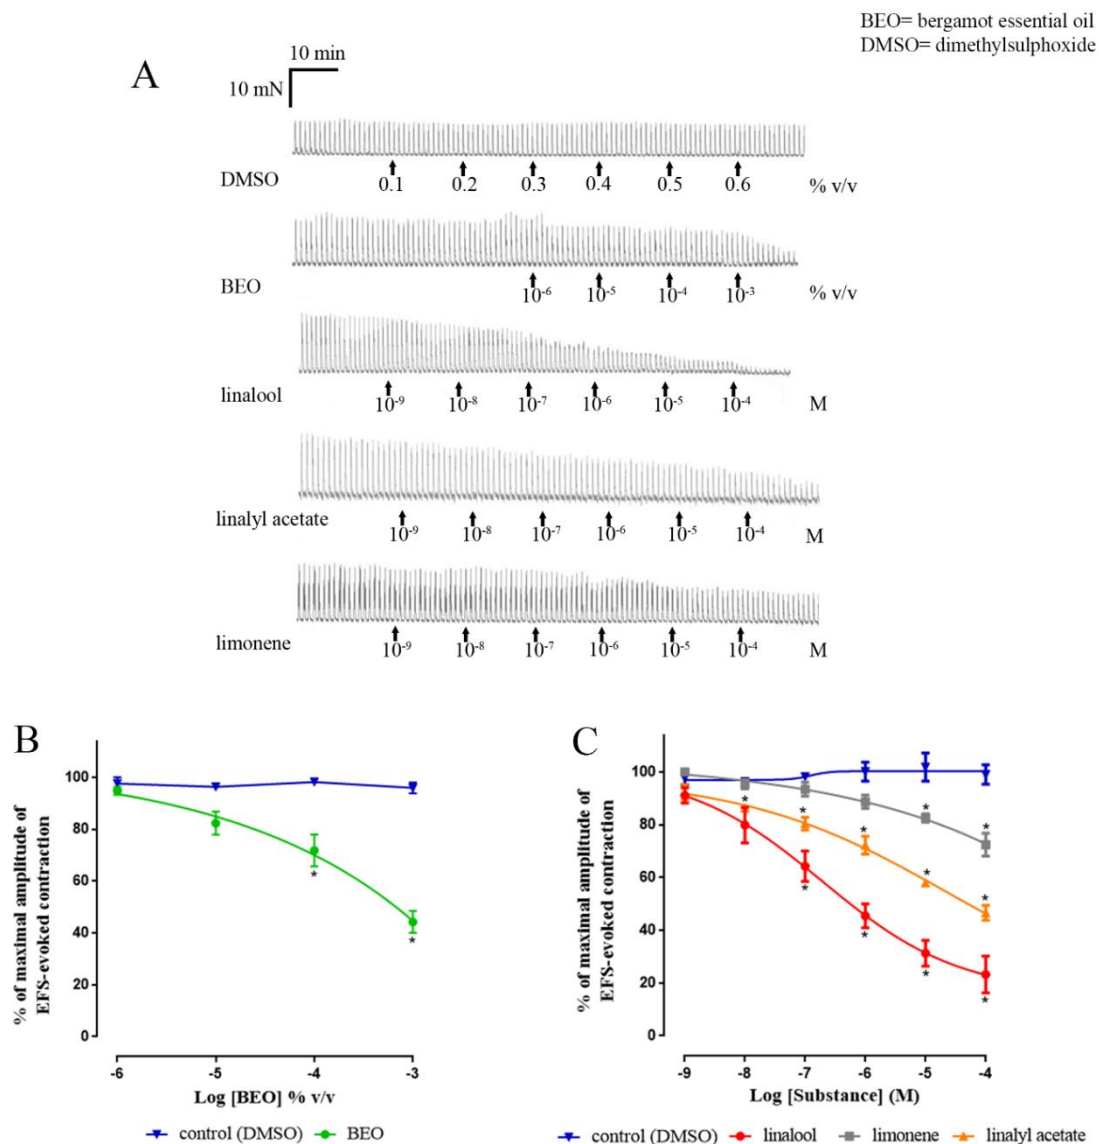 BEO= bergamot essential oil
DMSO= dimethylsulphoxide
A
10 min
10 mN
DMSO
0.1 0.2 0.3 0.4 0.5 0.6 % v/v
BEO
10⁻⁶ 10⁻⁵ 10⁻⁴ 10⁻³ % v/v
linalool
10⁻⁹ 10⁻⁸ 10⁻⁷ 10⁻⁶ 10⁻⁵ 10⁻⁴ M
linalyl acetate
10⁻⁹ 10⁻⁸ 10⁻⁷ 10⁻⁶ 10⁻⁵ 10⁻⁴ M
limonene
10⁻⁹ 10⁻⁸ 10⁻⁷ 10⁻⁶ 10⁻⁵ 10⁻⁴ M
B
% of maximal amplitude of
EFS-evoked contraction
100
80
60
40
20
0
* *
-6 -5 -4 -3
Log [BEO] % v/v
control (DMSO) BEO
C
% of maximal amplitude of
EFS-evoked contraction
100
80
60
40
20
0
* * * * *
* * *
* * * *
-9 -8 -7 -6 -5 -4
Log [Substance] (M)
control (DMSO) linalool limonene linalyl acetate